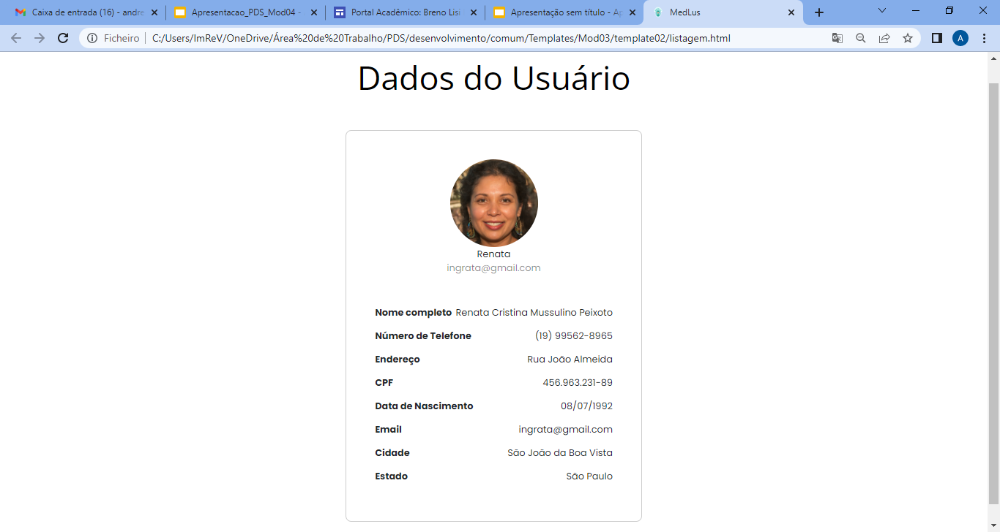 Caixa de entrada (16) - andre
Apresentacao_PDS_Mod04 -
Portal Acadêmico: Breno Lisi
Apresentação sem título - Ap
MedLus
Ficheiro
C:/Users/ImReV/OneDrive/Área%20de%20Trabalho/PDS/desenvolvimento/comum/Templates/Mod03/template02/listagem.html
A
Dados do Usuário
Renata
ingrata@gmail.com
Nome completo Renata Cristina Mussulino Peixoto
Número de Telefone (19) 99562-8965
Endereço Rua João Almeida
CPF 456.963.231-89
Data de Nascimento 08/07/1992
Email ingrata@gmail.com
Cidade São João da Boa Vista
Estado São Paulo